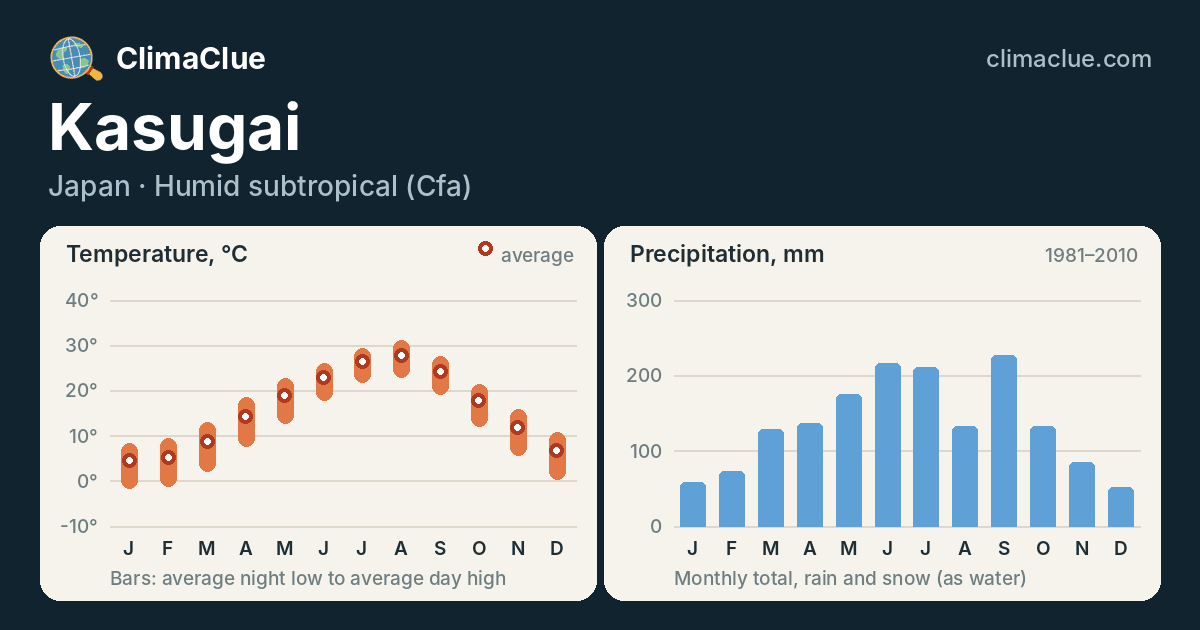 ClimaClue
climaclue.com
Kasugai
Japan · Humid subtropical (Cfa)
Temperature, °C
average
40°
30°
20°
10°
0°
-10°
J F M A M J J A S O N D
Bars: average night low to average day high
Precipitation, mm
1981–2010
300
200
100
0
J F M A M J J A S O N D
Monthly total, rain and snow (as water)